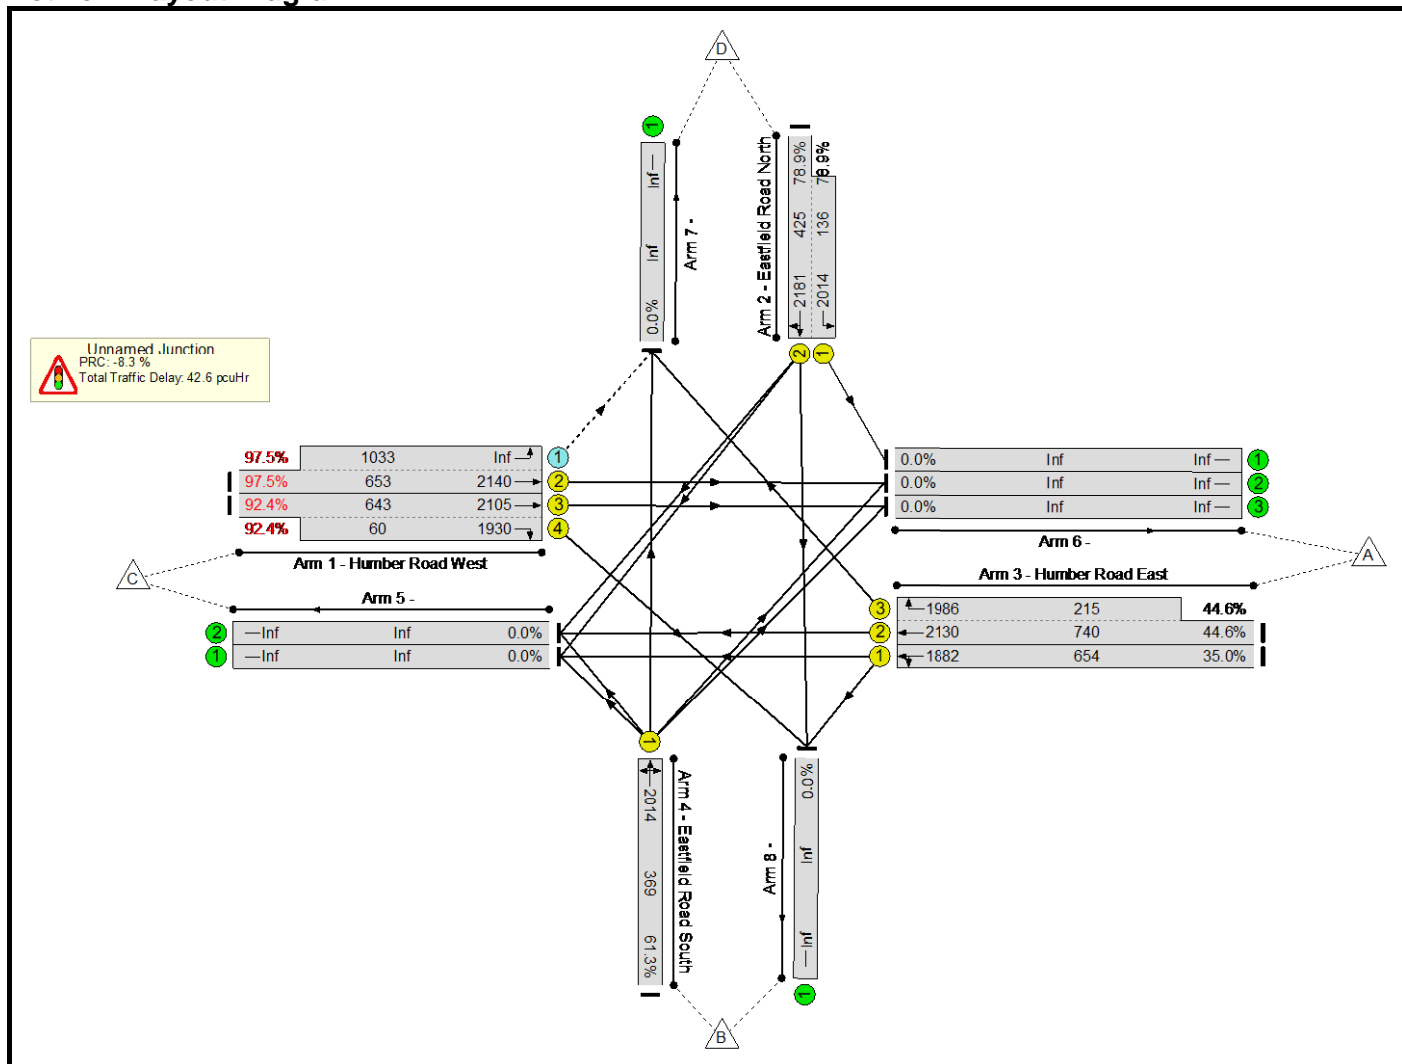 D
1
Inf
Inf
0.0%
Arm 7 -
Arm 2 - Eastfield Road North
78.9%
425
2181
78.9%
136
2014
2
1
Unnamed Junction
PRC: -8.3 %
Total Traffic Delay: 42.6 pcuHr
97.5% 1033 Inf 1
97.5% 653 2140 2
92.4% 643 2105 3
92.4% 60 1930 4
Arm 1 - Humber Road West
C
0.0% Inf Inf 1
0.0% Inf Inf 2
0.0% Inf Inf 3
Arm 6 -
A
Arm 3 - Humber Road East
3 1986 215 44.6%
2 2130 740 44.6%
1 1882 654 35.0%
Arm 5 -
2 Inf Inf 0.0%
1 Inf Inf 0.0%
1
2014
369
61.3%
Arm 4 - Eastfield Road South
Arm 8 -
0.0%
Inf
Inf
1
B